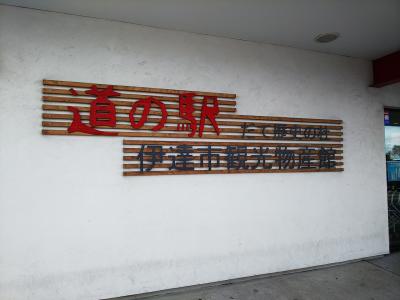 道の駅
だて歴史の杜
伊達市観光物産館